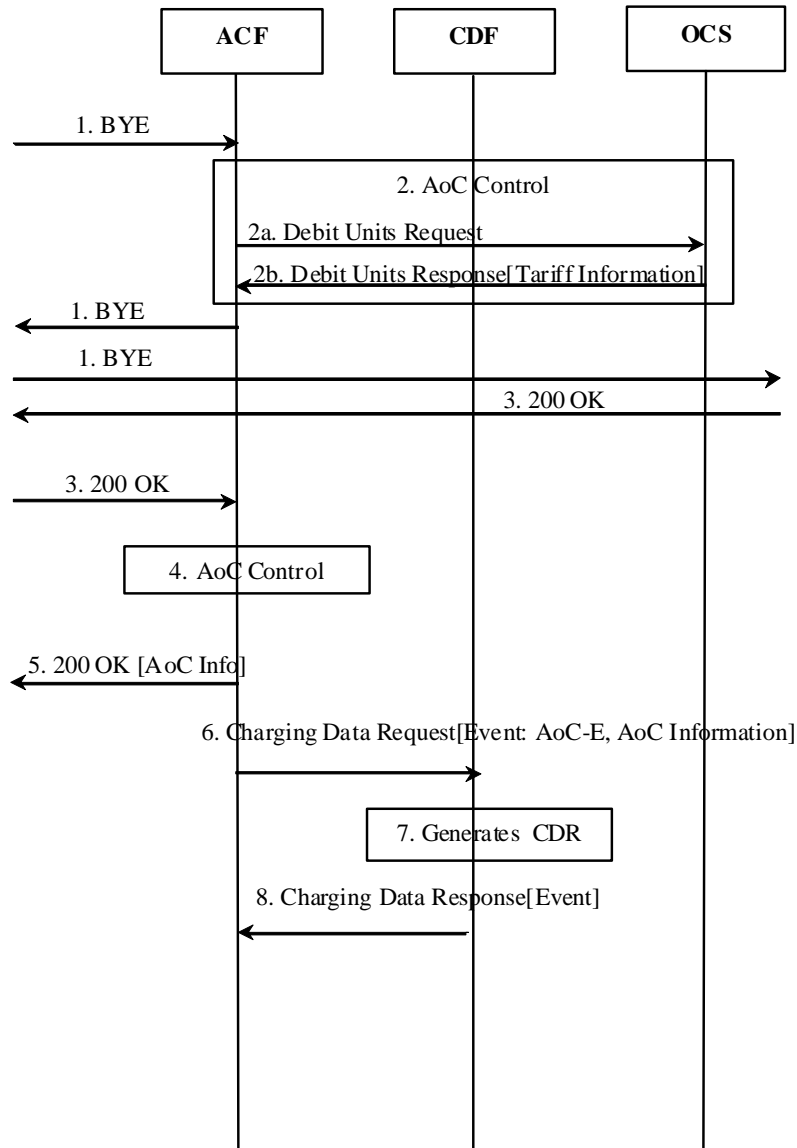 ACF CDF OCS
1. BYE
2. AoC Control
2a. Debit Units Request
2b. Debit Units Response[Tariff Information]
1. BYE
1. BYE
3. 200 OK
3. 200 OK
4. AoC Control
5. 200 OK [AoC Info]
6. Charging Data Request[Event: AoC-E, AoC Information]
7. Generates CDR
8. Charging Data Response[Event]